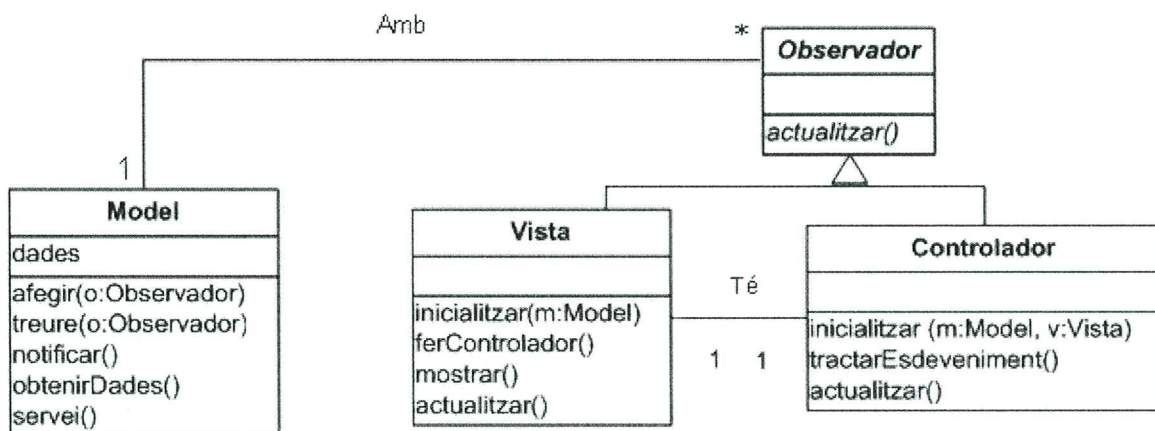 Amb
*
Observador
actualitzar()
1
Model
dades
afegir(o:Observador)
treure(o:Observador)
notificar()
obtenirDades()
servei()
Vista
inicialitzar(m:Model)
ferControlador()
mostrar()
actualitzar()
Té
1 1
Controlador
inicialitzar (m:Model, v:Vista)
tractarEsdeveniment()
actualitzar()